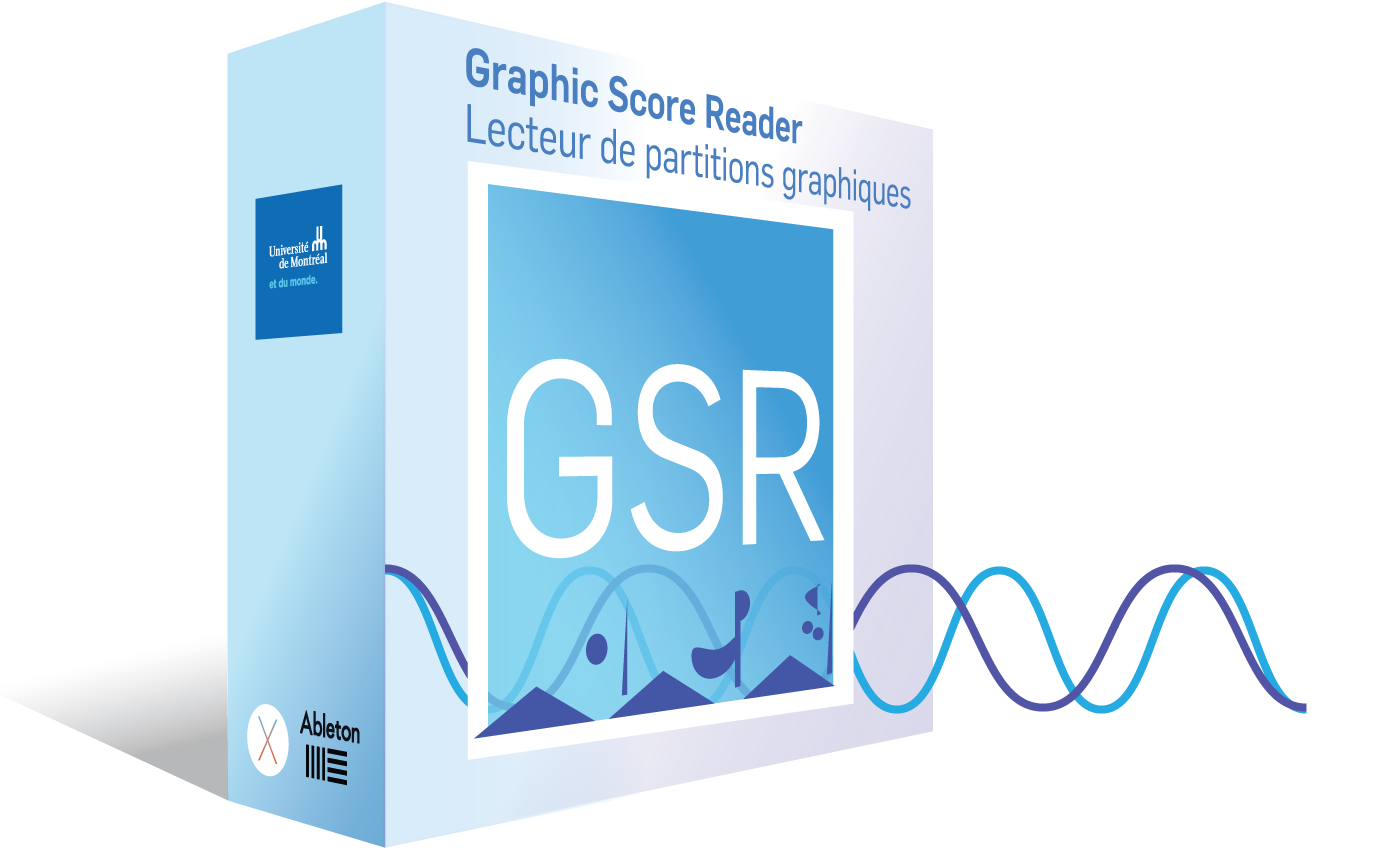 Graphic Score Reader
Lecteur de partitions graphiques
Université
de Montréal
et du monde.
GSR
Ableton